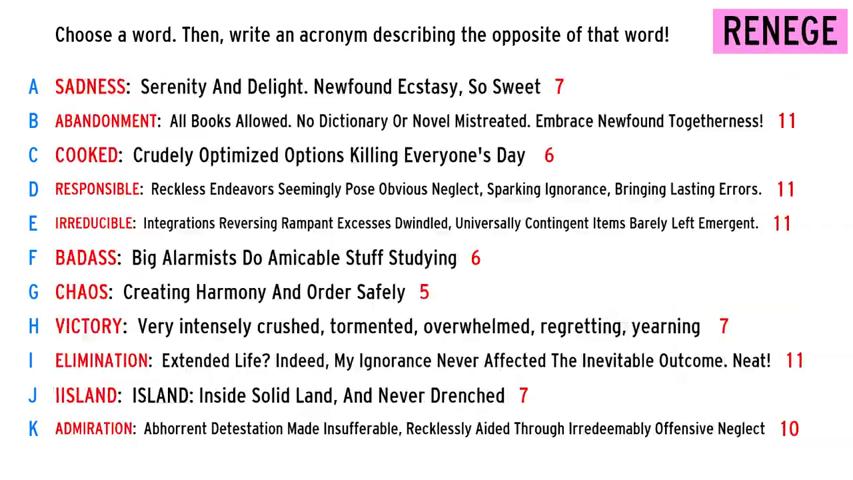 Choose a word. Then, write an acronym describing the opposite of that word!
RENEGE
A SADNESS: Serenity And Delight. Newfound Ecstasy, So Sweet 7
B ABANDONMENT: All Books Allowed. No Dictionary Or Novel Mistreated. Embrace Newfound Togetherness! 11
C COOKED: Crudely Optimized Options Killing Everyone's Day 6
D RESPONSIBLE: Reckless Endeavors Seemingly Pose Obvious Neglect, Sparking Ignorance, Bringing Lasting Errors. 11
E IRREDUCIBLE: Integrations Reversing Rampant Excesses Dwindled, Universally Contingent Items Barely Left Emergent. 11
F BADASS: Big Alarmists Do Amicable Stuff Studying 6
G CHAOS: Creating Harmony And Order Safely 5
H VICTORY: Very intensely crushed, tormented, overwhelmed, regretting, yearning 7
I ELIMINATION: Extended Life? Indeed, My Ignorance Never Affected The Inevitable Outcome. Neat! 11
J IISLAND: ISLAND: Inside Solid Land, And Never Drenched 7
K ADMIRATION: Abhorrent Detestation Made Insufferable, Recklessly Aided Through Irredeemably Offensive Neglect 10